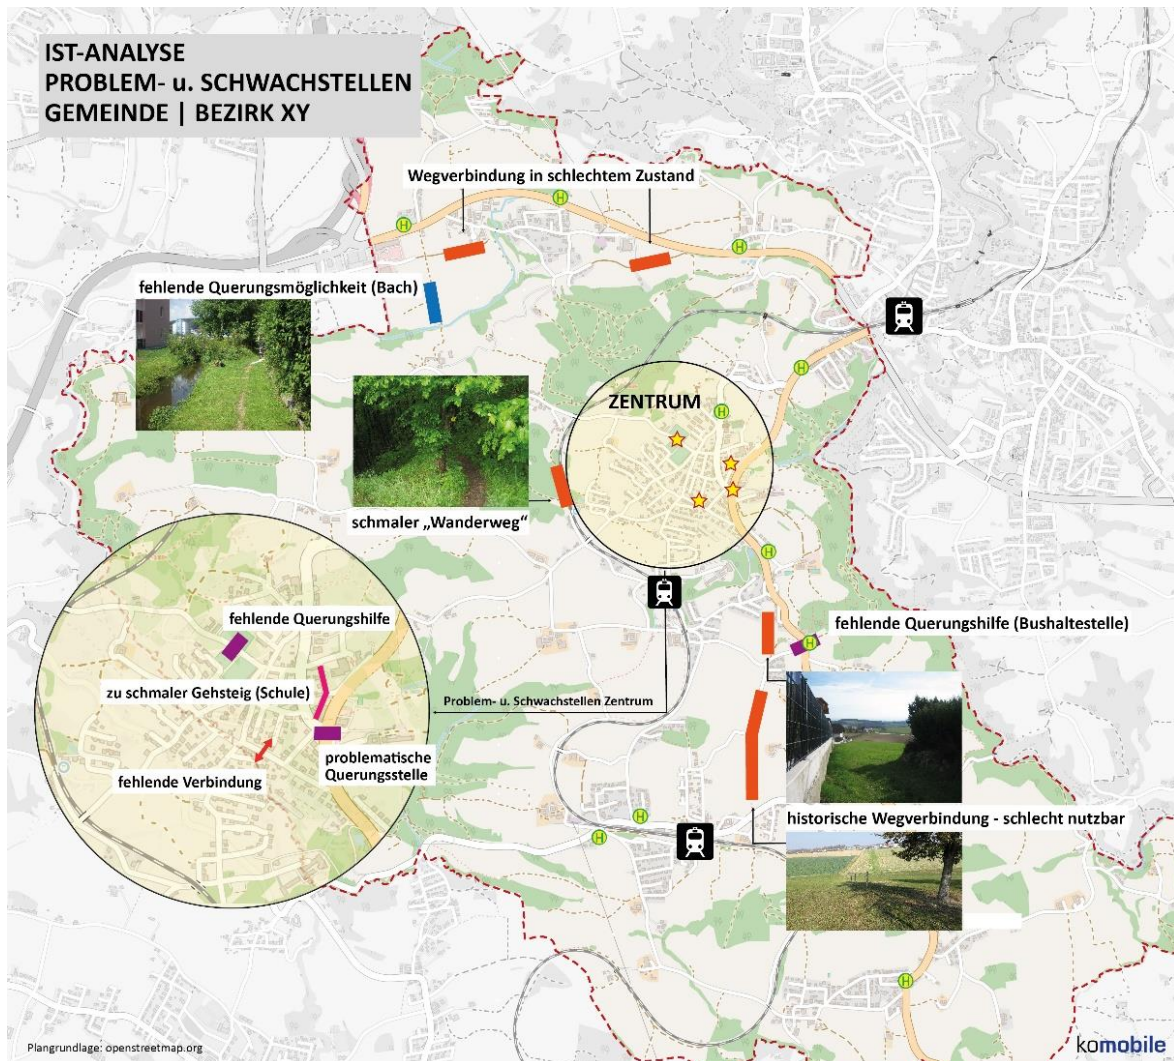 IST-ANALYSE
PROBLEM- u. SCHWACHSTELLEN
GEMEINDE | BEZIRK XY
Wegverbindung in schlechtem Zustand
H
H
H
fehlende Querungsmöglichkeit (Bach)
H
ZENTRUM
H
schmaler „Wanderweg“
H
fehlende Querungshilfe
fehlende Querungshilfe (Bushaltestelle)
H
zu schmaler Gehsteig (Schule)
Problem- u. Schwachstellen Zentrum
problematische
Querungsstelle
fehlende Verbindung
historische Wegverbindung - schlecht nutzbar
H
H
H
Plangrundlage: openstreetmap.org
komobile